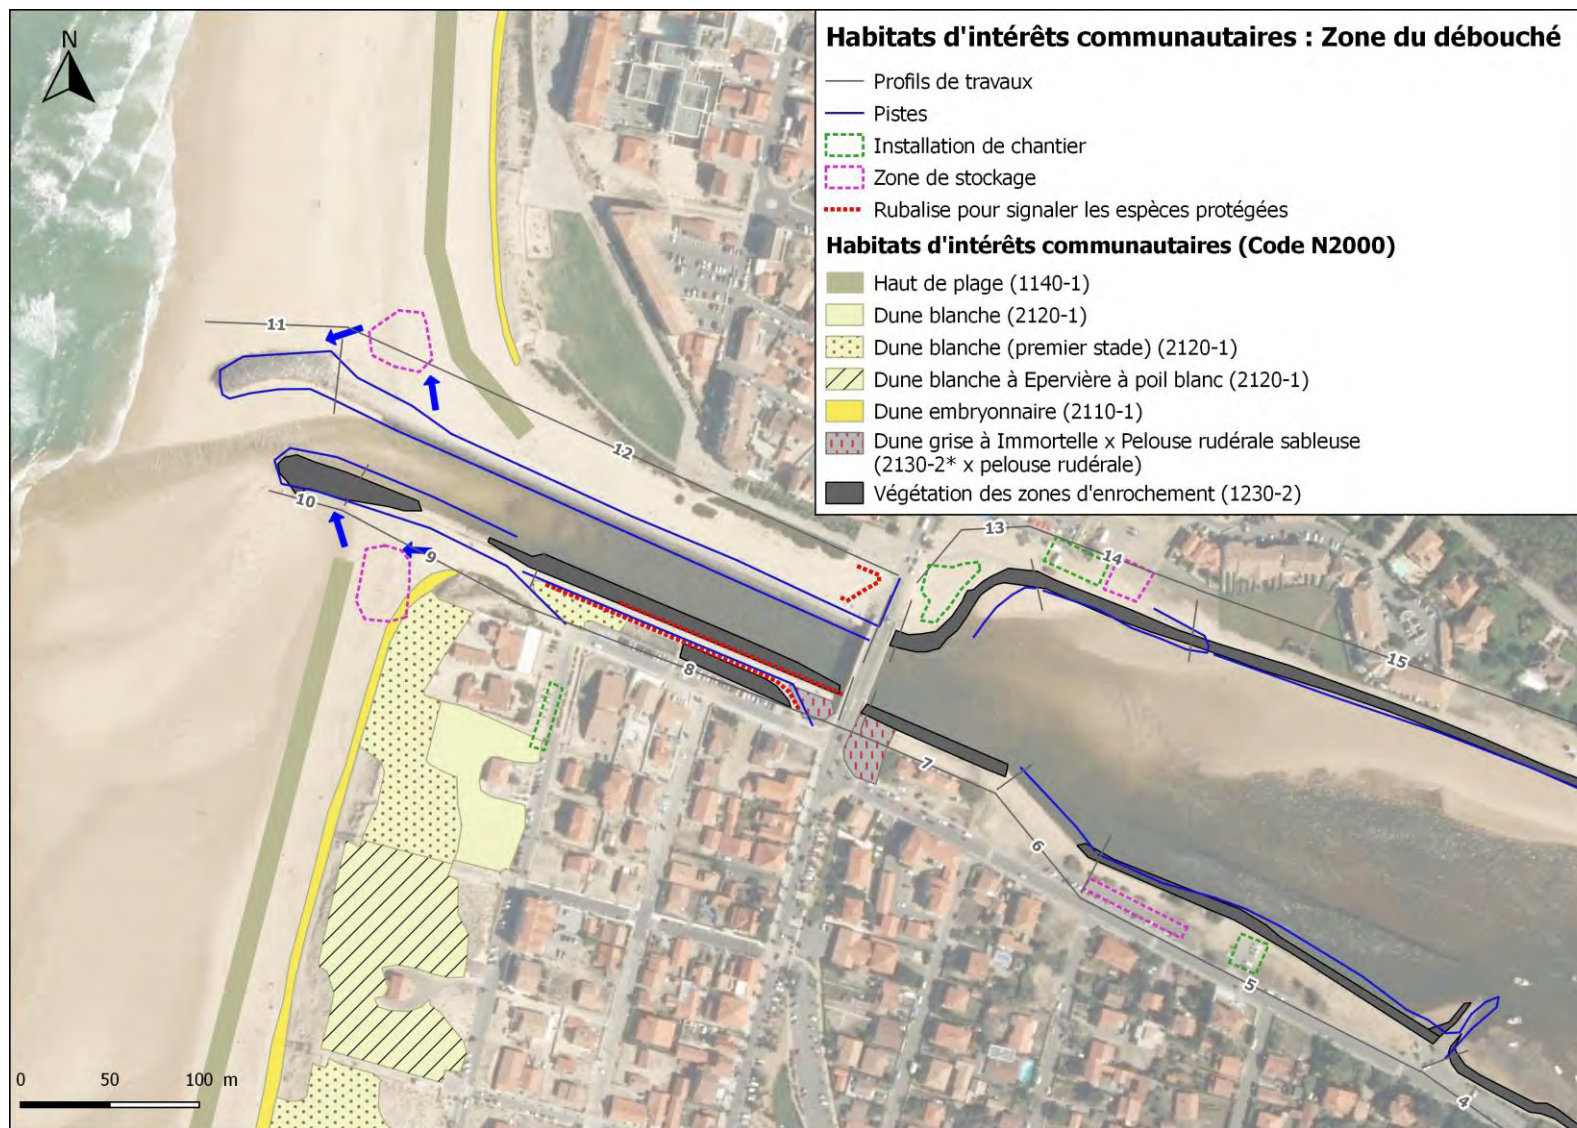 N
Habitats d'intérêts communautaires : Zone du débouché
Profils de travaux
Pistes
Installation de chantier
Zone de stockage
Rubalise pour signaler les espèces protégées
Habitats d'intérêts communautaires (Code N2000)
Haut de plage (1140-1)
Dune blanche (2120-1)
Dune blanche (premier stade) (2120-1)
Dune blanche à Epervière à poil blanc (2120-1)
Dune embryonnaire (2110-1)
Dune grise à Immortelle x Pelouse rudérale sableuse
(2130-2* x pelouse rudérale)
Végétation des zones d'enrochement (1230-2)
11
12
10
9
13
14
15
8
7
6
5
4
0 50 100 m